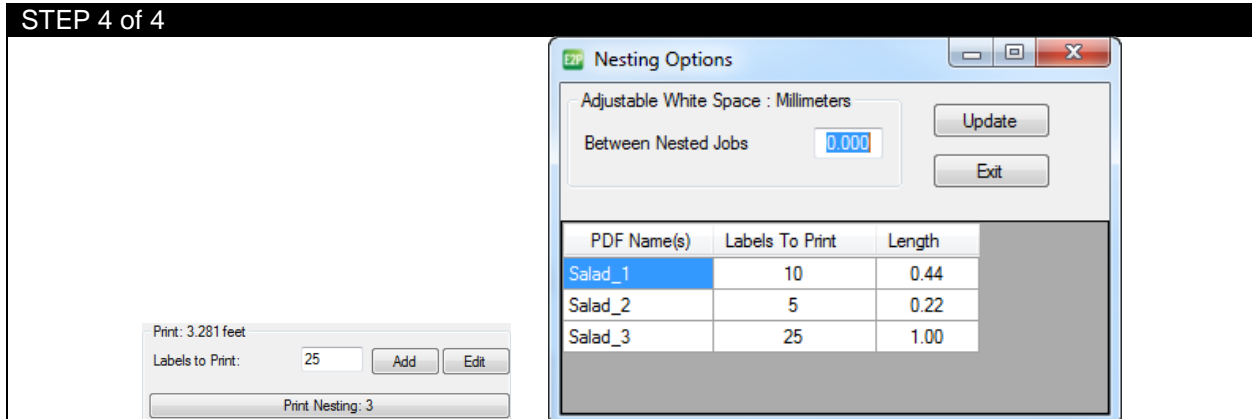 STEP 4 of 4
E2P Nesting Options
Adjustable White Space : Millimeters
Between Nested Jobs 0.000
Update
Exit
PDF Name(s) Labels To Print Length
Salad_1 10 0.44
Salad_2 5 0.22
Salad_3 25 1.00
Print: 3.281 feet
Labels to Print: 25 Add Edit
Print Nesting: 3